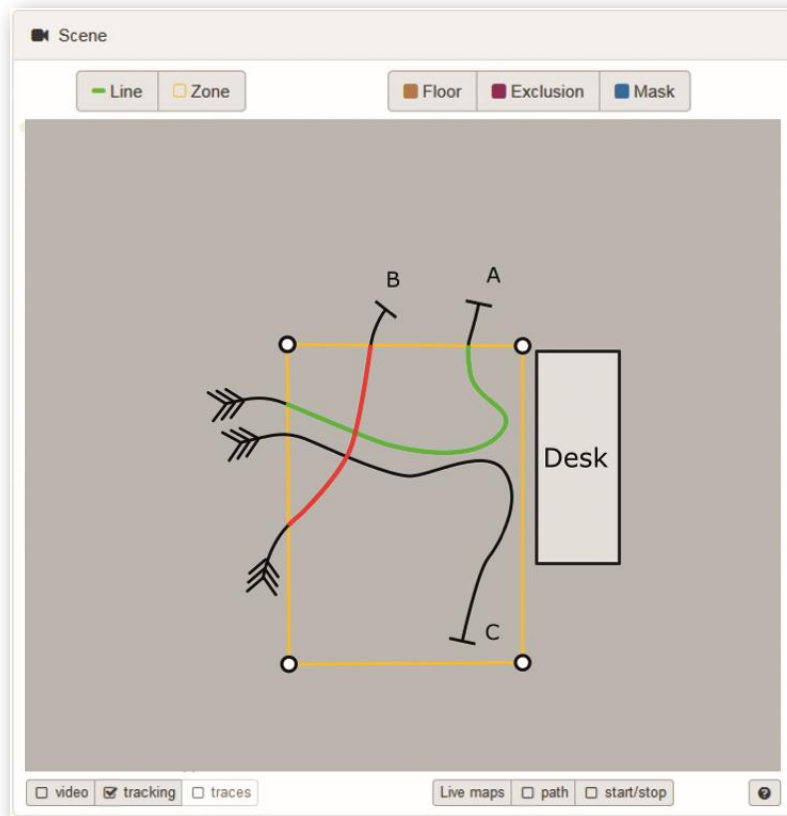 Scene
Line Zone Floor Exclusion Mask
B A
Desk
C
video tracking traces Live maps path start/stop ?